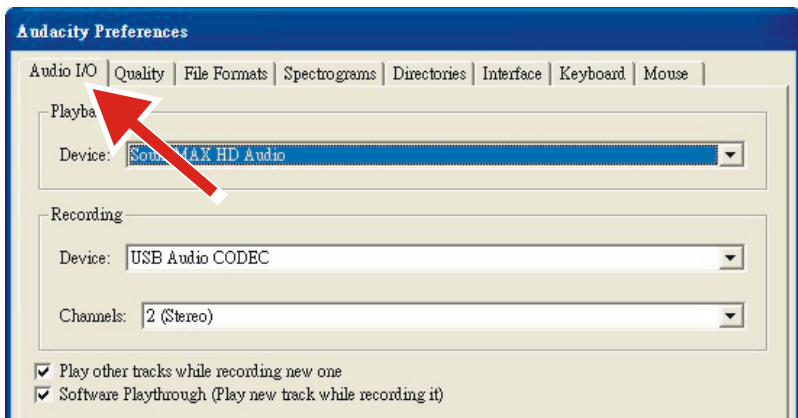 Audacity Preferences
Audio I/O Quality File Formats Spectrograms Directories Interface Keyboard Mouse
Device: MAX HD Audio
Recording
Device: USB Audio CODEC
Channels: 2 (Stereo)
Play other tracks while recording new one
Software Playthrough (Play new track while recording it)